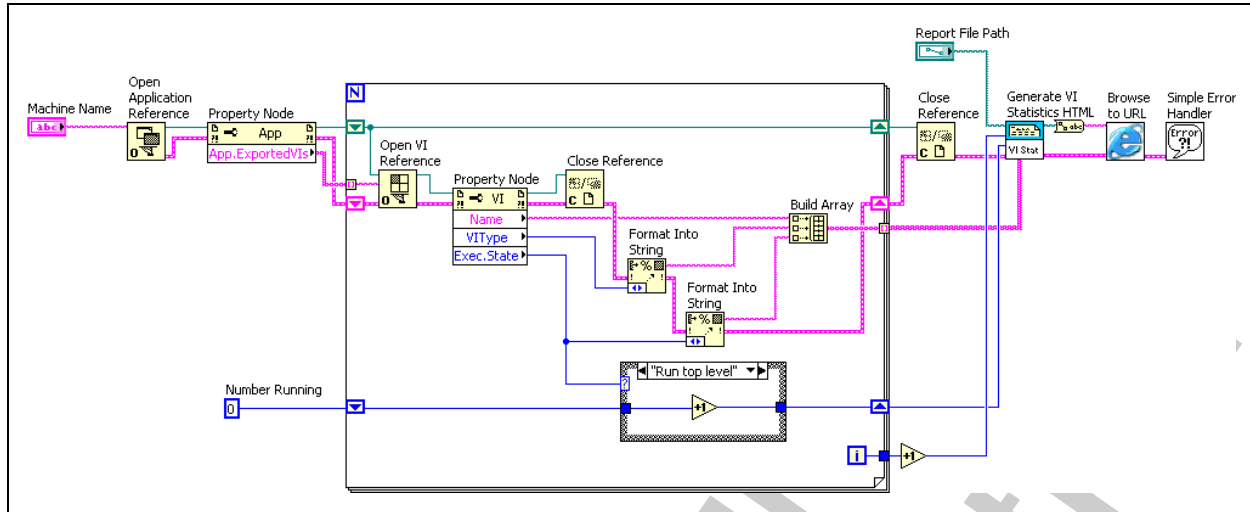 Report File Path
Machine Name
abc
Open
Application
Reference
Property Node
App
App.ExportedVIs
N
Open VI
Reference
Property Node
VI
Name
VIType
Exec.State
Close Reference
Format Into
String
Format Into
String
Build Array
Close
Reference
Generate VI
Statistics HTML
VI Stat
abc
Browse
to URL
Simple Error
Handler
Error
?!
Number Running
0
"Run top level"
?
+1
i
+1